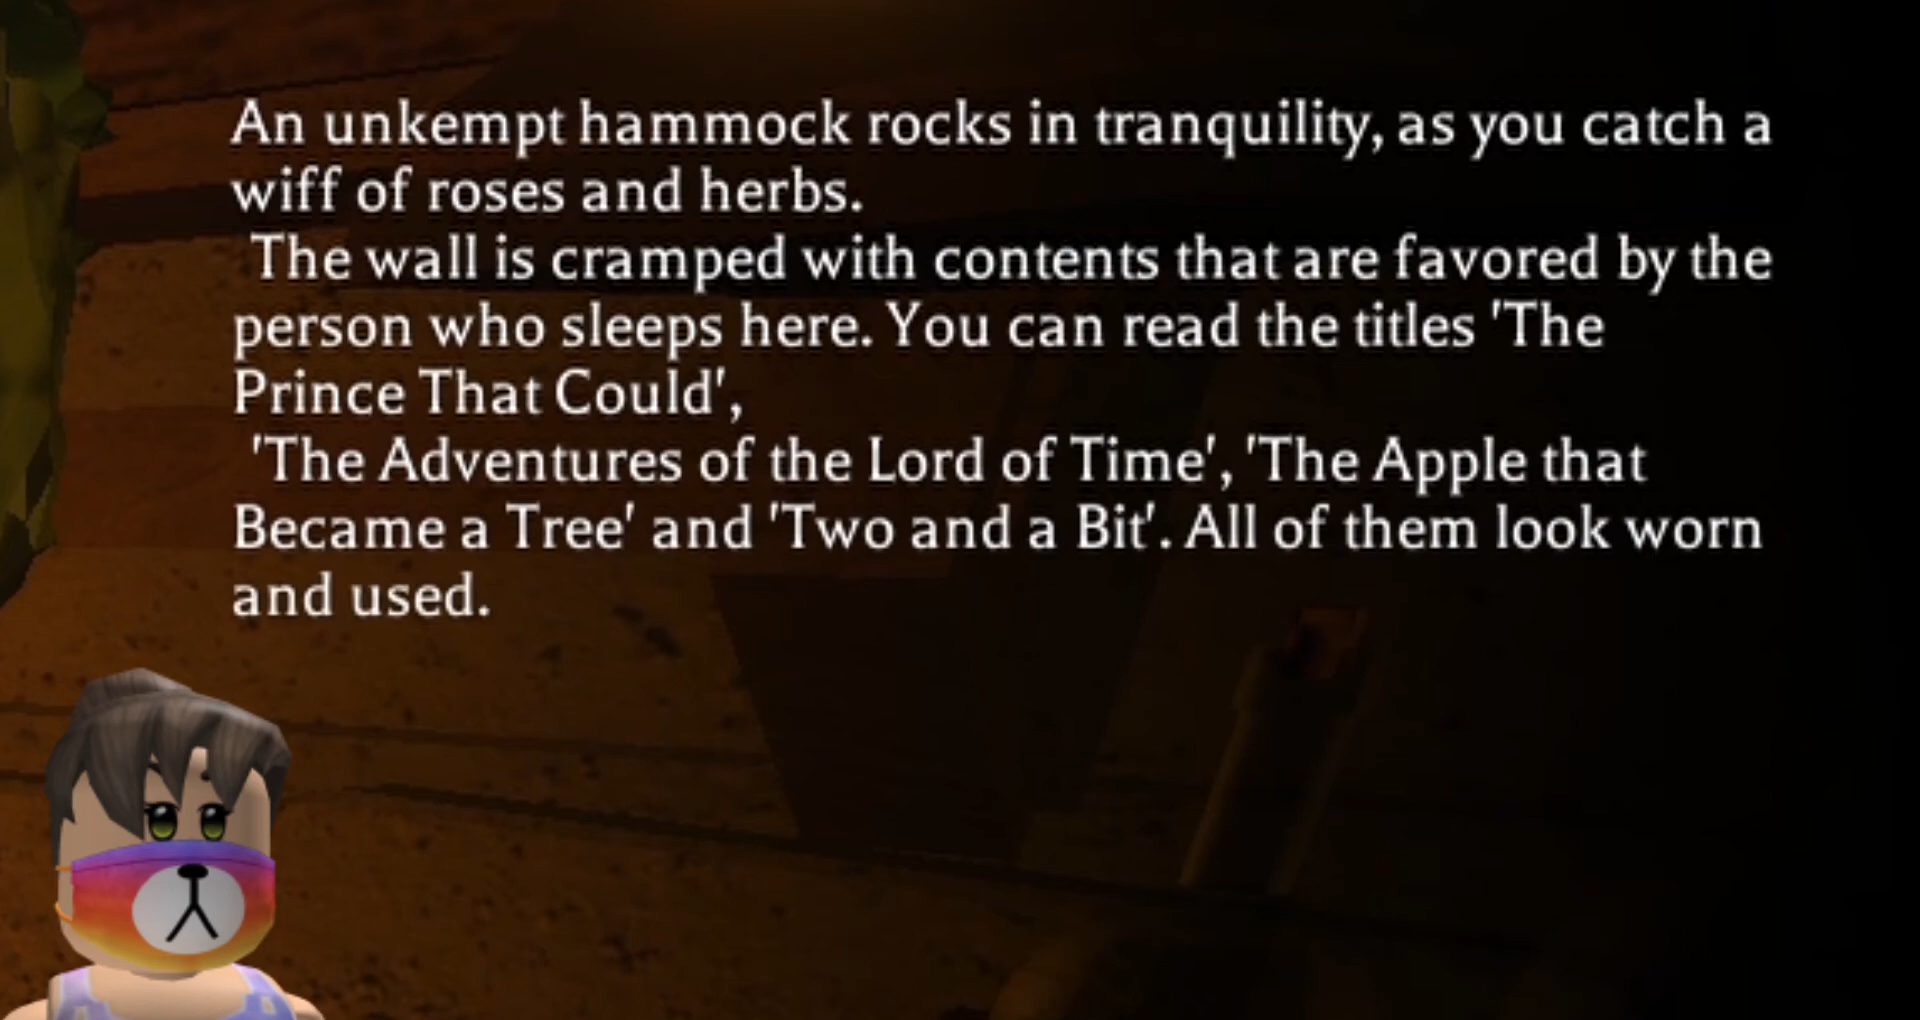 An unkempt hammock rocks in tranquility, as you catch a
wiff of roses and herbs.
The wall is cramped with contents that are favored by the
person who sleeps here. You can read the titles 'The
Prince That Could',
'The Adventures of the Lord of Time', 'The Apple that
Became a Tree' and 'Two and a Bit'. All of them look worn
and used.